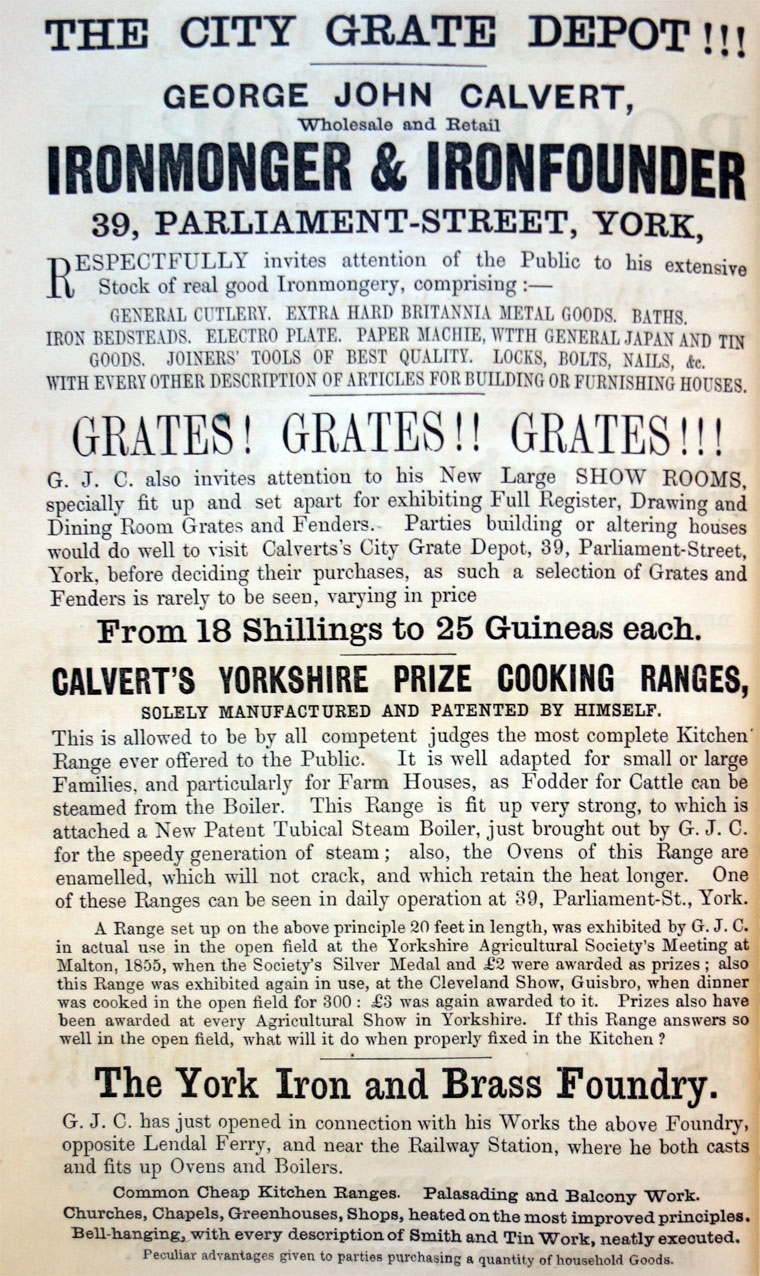 THE CITY GRATE DEPOT!!!
GEORGE JOHN CALVERT,
Wholesale and Retail
IRONMONGER & IRONFOUNDER
39, PARLIAMENT-STREET, YORK,
RESPECTFULLY invites attention of the Public to his extensive
Stock of real good Ironmongery, comprising :—
GENERAL CUTLERY. EXTRA HARD BRITANNIA METAL GOODS. BATHS.
IRON BEDSTEADS. ELECTRO PLATE. PAPER MACHIE, WTTH GENERAL JAPAN AND TIN
GOODS. JOINERS' TOOLS OF BEST QUALITY. LOCKS, BOLTS, NAILS, &c.
WITH EVERY OTHER DESCRIPTION OF ARTICLES FOR BUILDING OR FURNISHING HOUSES.
GRATES! GRATES!! GRATES!!!
G. J. C. also invites attention to his New Large SHOW ROOMS,
specially fit up and set apart for exhibiting Full Register, Drawing and
Dining Room Grates and Fenders. Parties building or altering houses
would do well to visit Calverts's City Grate Depot, 39, Parliament-Street,
York, before deciding their purchases, as such a selection of Grates and
Fenders is rarely to be seen, varying in price
From 18 Shillings to 25 Guineas each.
CALVERT'S YORKSHIRE PRIZE COOKING RANGES,
SOLELY MANUFACTURED AND PATENTED BY HIMSELF.
This is allowed to be by all competent judges the most complete Kitchen
Range ever offered to the Public. It is well adapted for small or large
Families, and particularly for Farm Houses, as Fodder for Cattle can be
steamed from the Boiler. This Range is fit up very strong, to which is
attached a New Patent Tubical Steam Boiler, just brought out by G. J. C.
for the speedy generation of steam ; also, the Ovens of this Range are
enamelled, which will not crack, and which retain the heat longer. One
of these Ranges can be seen in daily operation at 39, Parliament-St., York.
A Range set up on the above principle 20 feet in length, was exhibited by G. J. C.
in actual use in the open field at the Yorkshire Agricultural Society's Meeting at
Malton, 1855, when the Society's Silver Medal and £2 were awarded as prizes ; also
this Range was exhibited again in use, at the Cleveland Show, Guisbro, when dinner
was cooked in the open field for 300 : £3 was again awarded to it. Prizes also have
been awarded at every Agricultural Show in Yorkshire. If this Range answers so
well in the open field, what will it do when properly fixed in the Kitchen ?
The York Iron and Brass Foundry.
G. J. C. has just opened in connection with his Works the above Foundry,
opposite Lendal Ferry, and near the Railway Station, where he both casts
and fits up Ovens and Boilers.
Common Cheap Kitchen Ranges. Palasading and Balcony Work.
Churches, Chapels, Greenhouses, Shops, heated on the most improved principles.
Bell-hanging, with every description of Smith and Tin Work, neatly executed.
Peculiar advantages given to parties purchasing a quantity of household Goods.